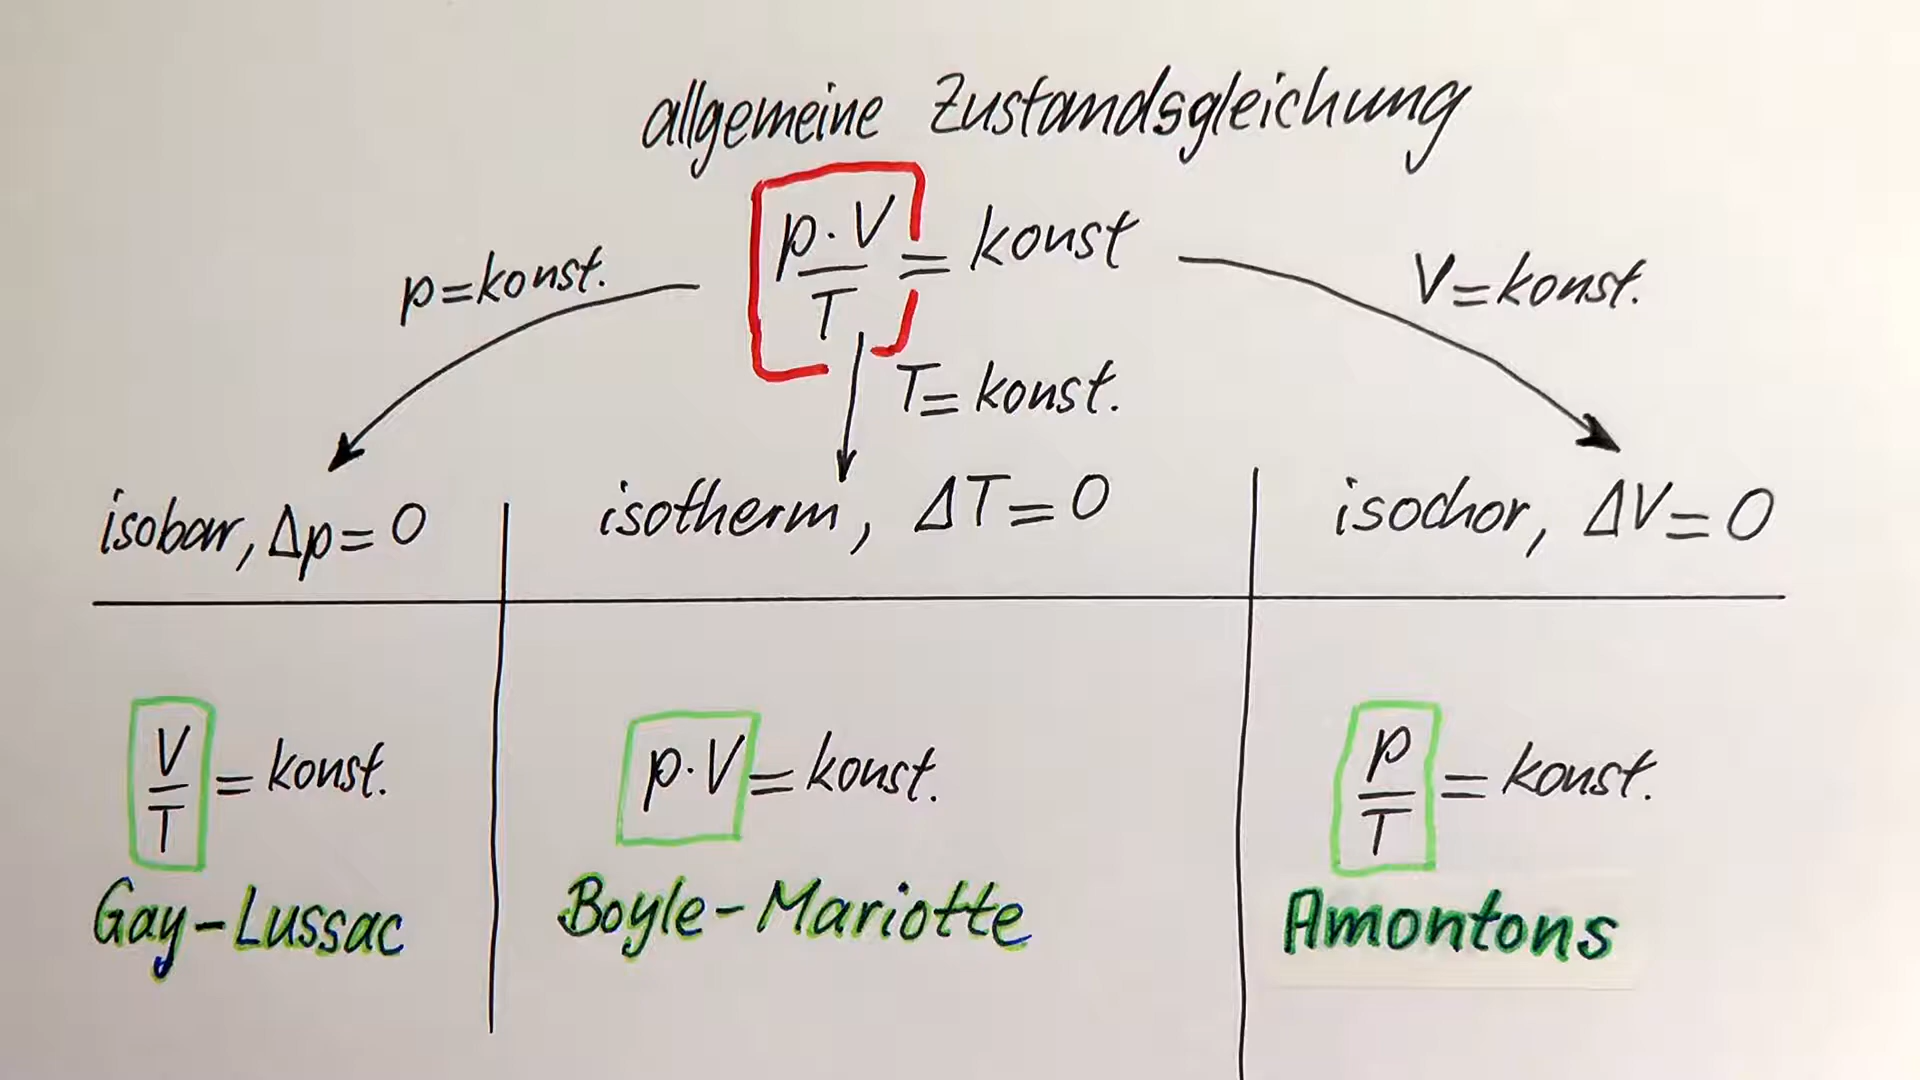 allgemeine Zustandsgleichung
p·V/T = konst
p=konst.
V=konst.
T=konst.
isobar, Δp=0
isotherm, ΔT=0
isochor, ΔV=0
V/T = konst.
p·V = konst.
p/T = konst.
Gay-Lussac
Boyle-Mariotte
Amontons